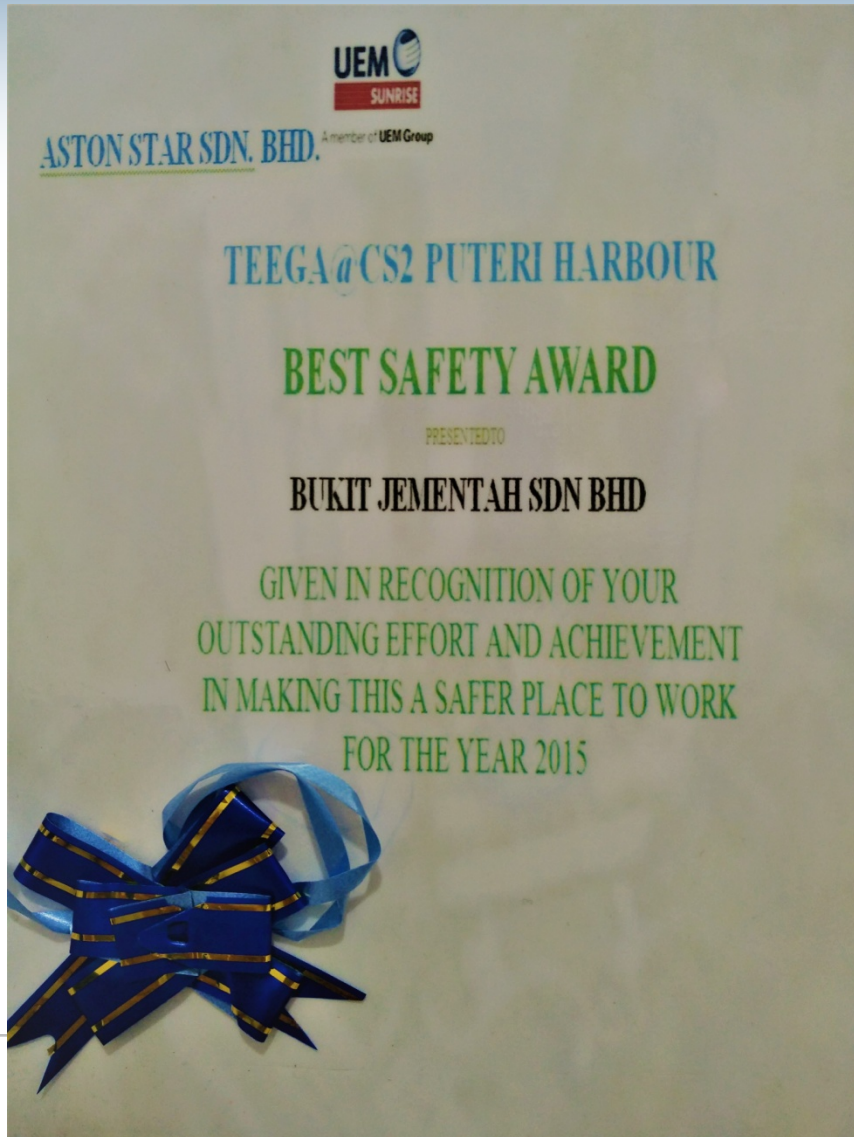 UEM
SUNRISE
A member of UEM Group
ASTON STAR SDN. BHD.
TEEGA@CS2 PUTERI HARBOUR
BEST SAFETY AWARD
PRESENTEDTO
BUKIT JEMENTAH SDN BHD
GIVEN IN RECOGNITION OF YOUR
OUTSTANDING EFFORT AND ACHIEVEMENT
IN MAKING THIS A SAFER PLACE TO WORK
FOR THE YEAR 2015